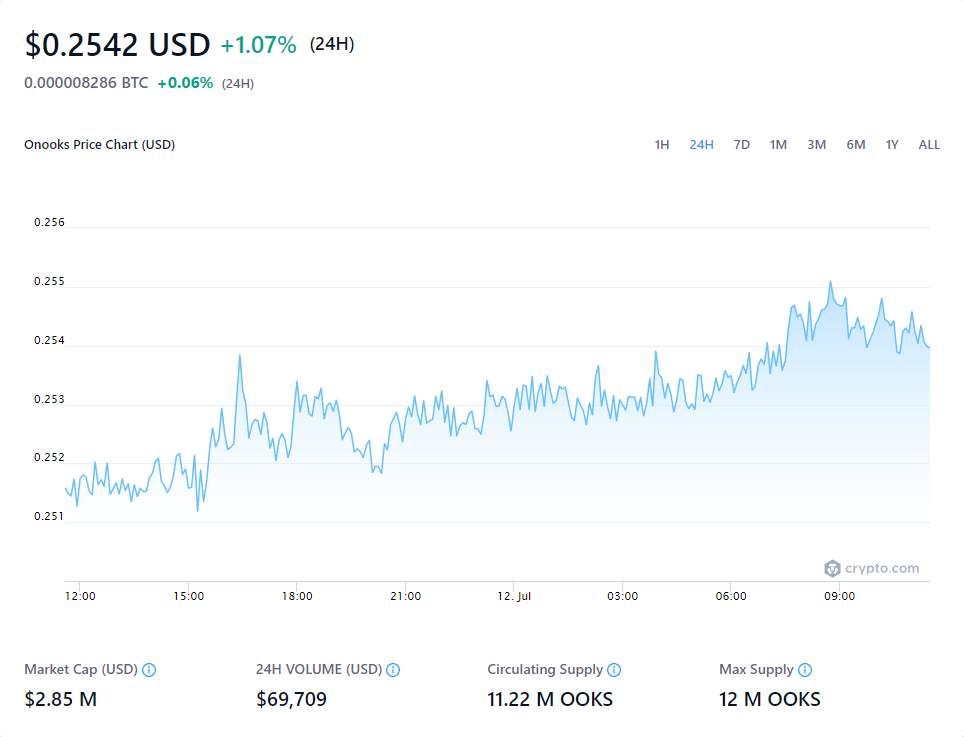 $0.2542 USD +1.07% (24H)
0.000008286 BTC +0.06% (24H)
Onooks Price Chart (USD) 1H 24H 7D 1M 3M 6M 1Y ALL
0.256
0.255
0.254
0.253
0.252
0.251
crypto.com
12:00 15:00 18:00 21:00 12. Jul 03:00 06:00 09:00
Market Cap (USD) 24H VOLUME (USD) Circulating Supply Max Supply
$2.85 M $69,709 11.22 M OOKS 12 M OOKS